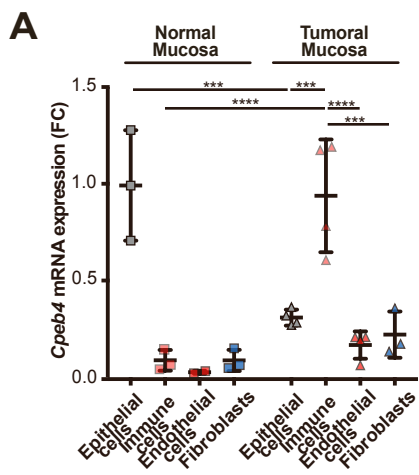 A
Normal
Mucosa
Tumoral
Mucosa
***
***
****
****
***
Cpeb4 mRNA expression (FC)
1.5
1.0
0.5
0.0
Epithelial
cells
Immune
cells
Endothelial
cells
Fibroblasts
Epithelial
cells
Immune
cells
Endothelial
cells
Fibroblasts